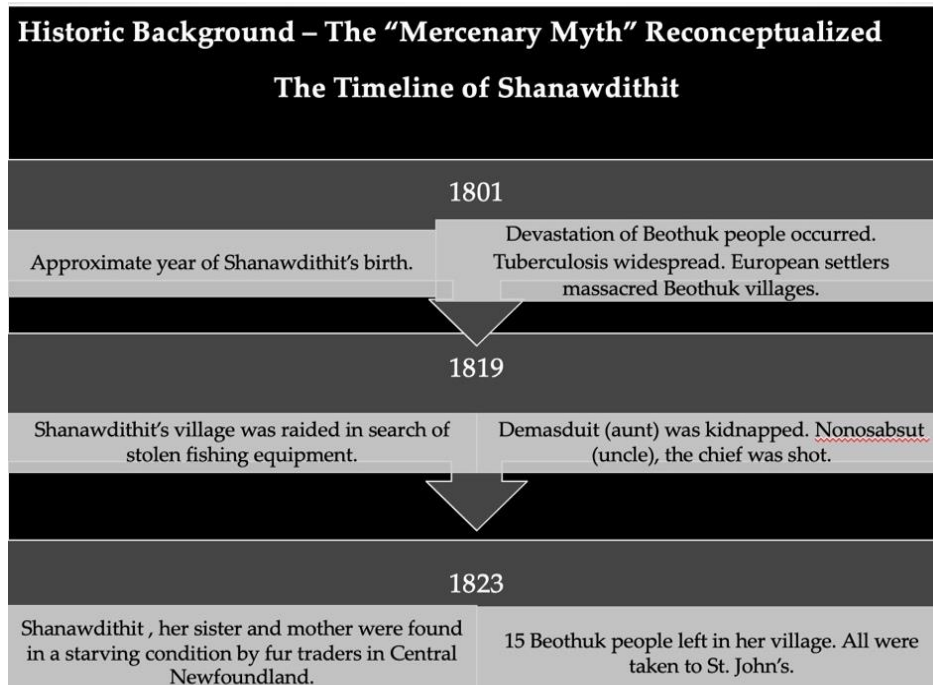 Historic Background – The “Mercenary Myth” Reconceptualized
The Timeline of Shanawdithit
1801
Approximate year of Shanawdithit’s birth.
Devastation of Beothuk people occurred.
Tuberculosis widespread. European settlers
massacred Beothuk villages.
1819
Shanawdithit’s village was raided in search of
stolen fishing equipment.
Demasduit (aunt) was kidnapped. Nonosabsut
(uncle), the chief was shot.
1823
Shanawdithit , her sister and mother were found
in a starving condition by fur traders in Central
Newfoundland.
15 Beothuk people left in her village. All were
taken to St. John’s.